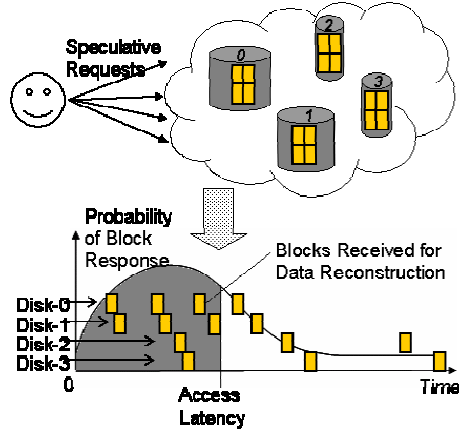 Speculative
Requests
0
2
3
1
Probability
of Block
Response
Blocks Received for
Data Reconstruction
Disk-0
Disk-1
Disk-2
Disk-3
0
Access
Latency
Time